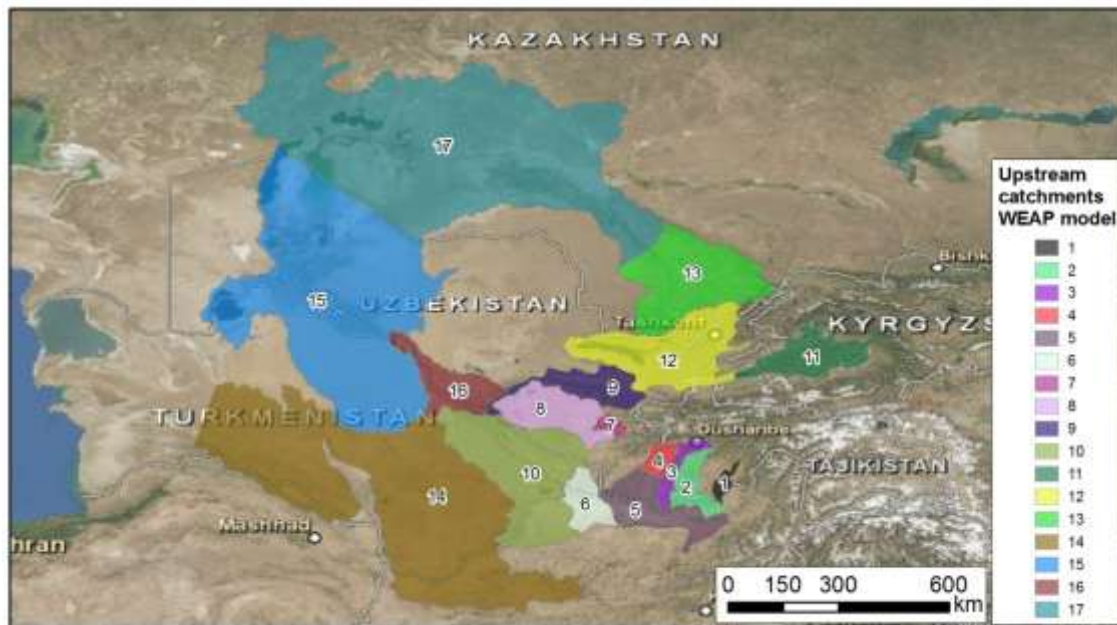 KAZAKHSTAN
17
Upstream
catchments
WEAP model
1
2
3
4
5
6
7
8
9
10
11
12
13
14
15
16
17
13
Bishk
15
UZBEKISTAN
Tashkent
KYRGYZS
12
11
16
9
8
7
TURKMENISTAN
Dushanbe
4
3
TAJIKISTAN
10
1
14
6
2
5
Mashhad
hran
0 150 300 600
km